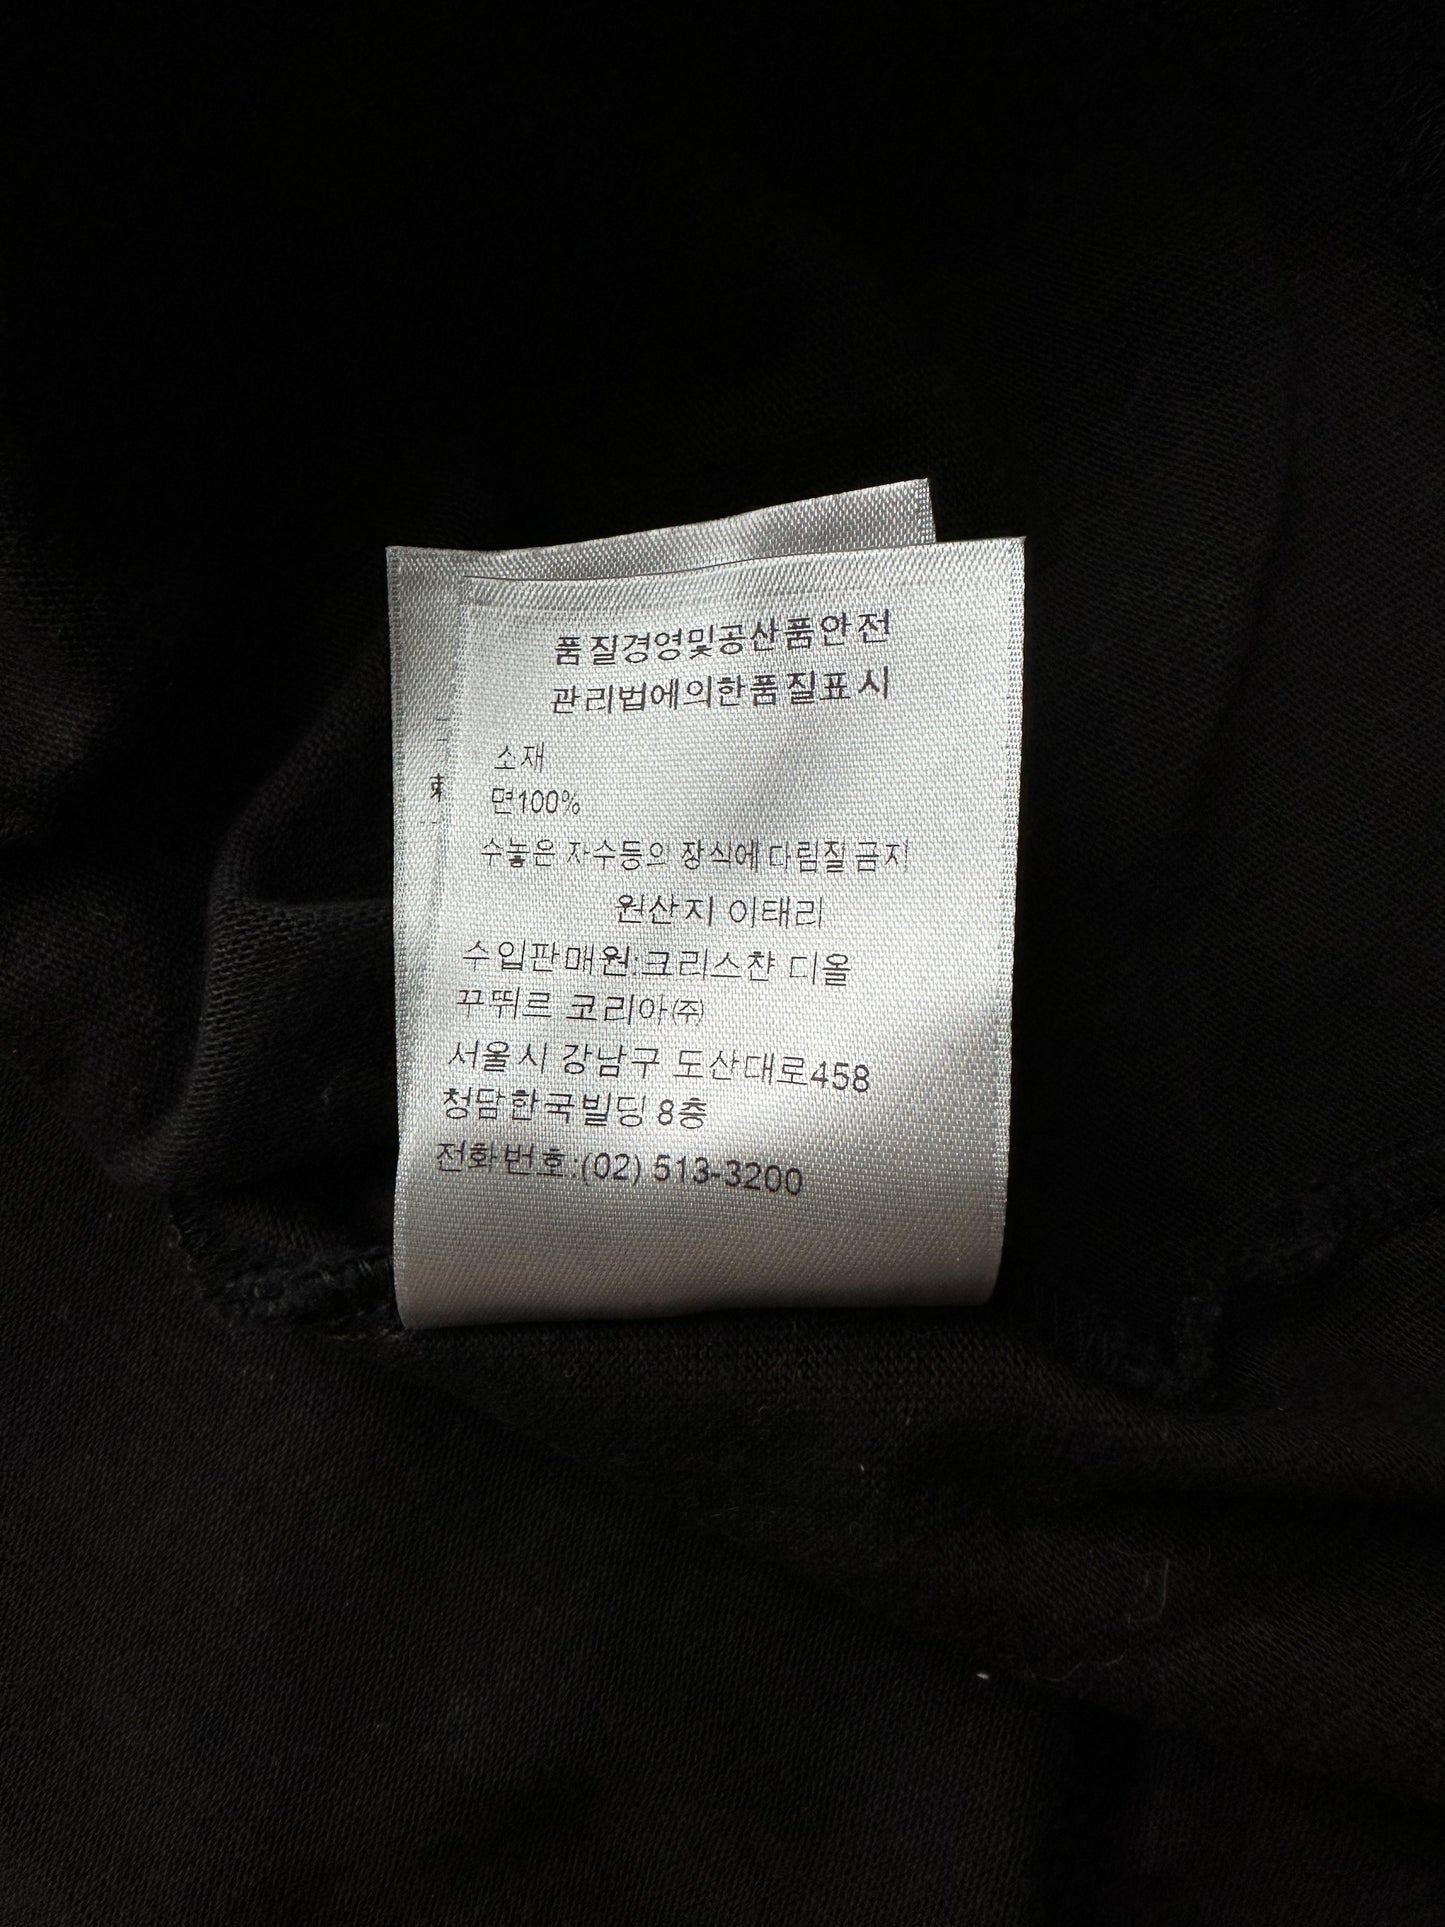 품질경영및공산품안전
관리법에의한품질표시
소재
면100%
수놓은 자수등의 장식에다림질금지
원산지 이태리
수입판매원:크리스챤 디올
꾸뛰르 코리아㈜
서울시 강남구 도산대로458
청담한국빌딩 8층
전화번호:(02) 513-3200